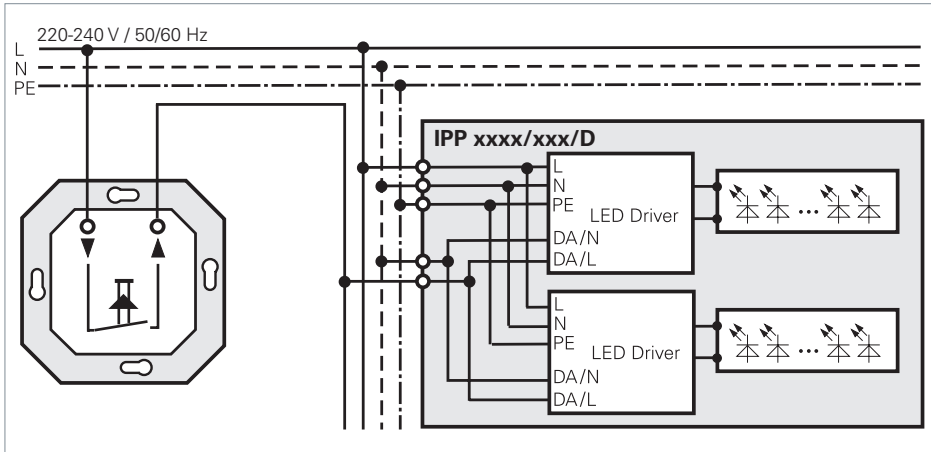 220-240 V / 50/60 Hz
L
N
PE
IPP xxxx/xxx/D
L
N
PE
LED Driver
DA/N
DA/L
L
N
PE
LED Driver
DA/N
DA/L